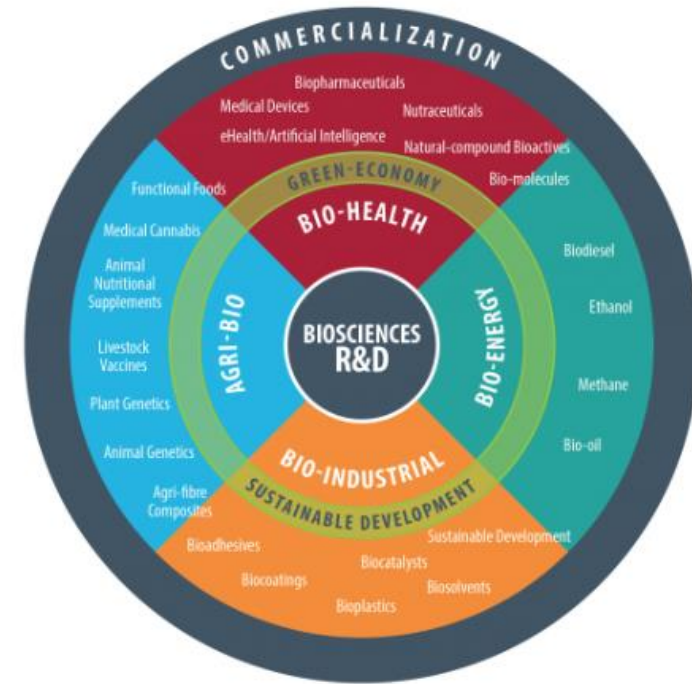 COMMERCIALIZATION
Biopharmaceuticals
Medical Devices
Nutraceuticals
eHealth/Artificial Intelligence
Natural-compound Bioactives
GREEN-ECONOMY
BIO-HEALTH
Bio-molecules
Functional Foods
Medical Cannabis
Animal
Nutritional
Supplements
Livestock
Vaccines
Plant Genetics
Animal Genetics
Agri-fibre
Composites
AGRI-BIO
BIOSCIENCES
R&D
BIO-ENERGY
Biodiesel
Ethanol
Methane
Bio-oil
BIO-INDUSTRIAL
SUSTAINABLE DEVELOPMENT
Sustainable Development
Bioadhesives
Biocatalysts
Biocoatings
Biosolvents
Bioplastics